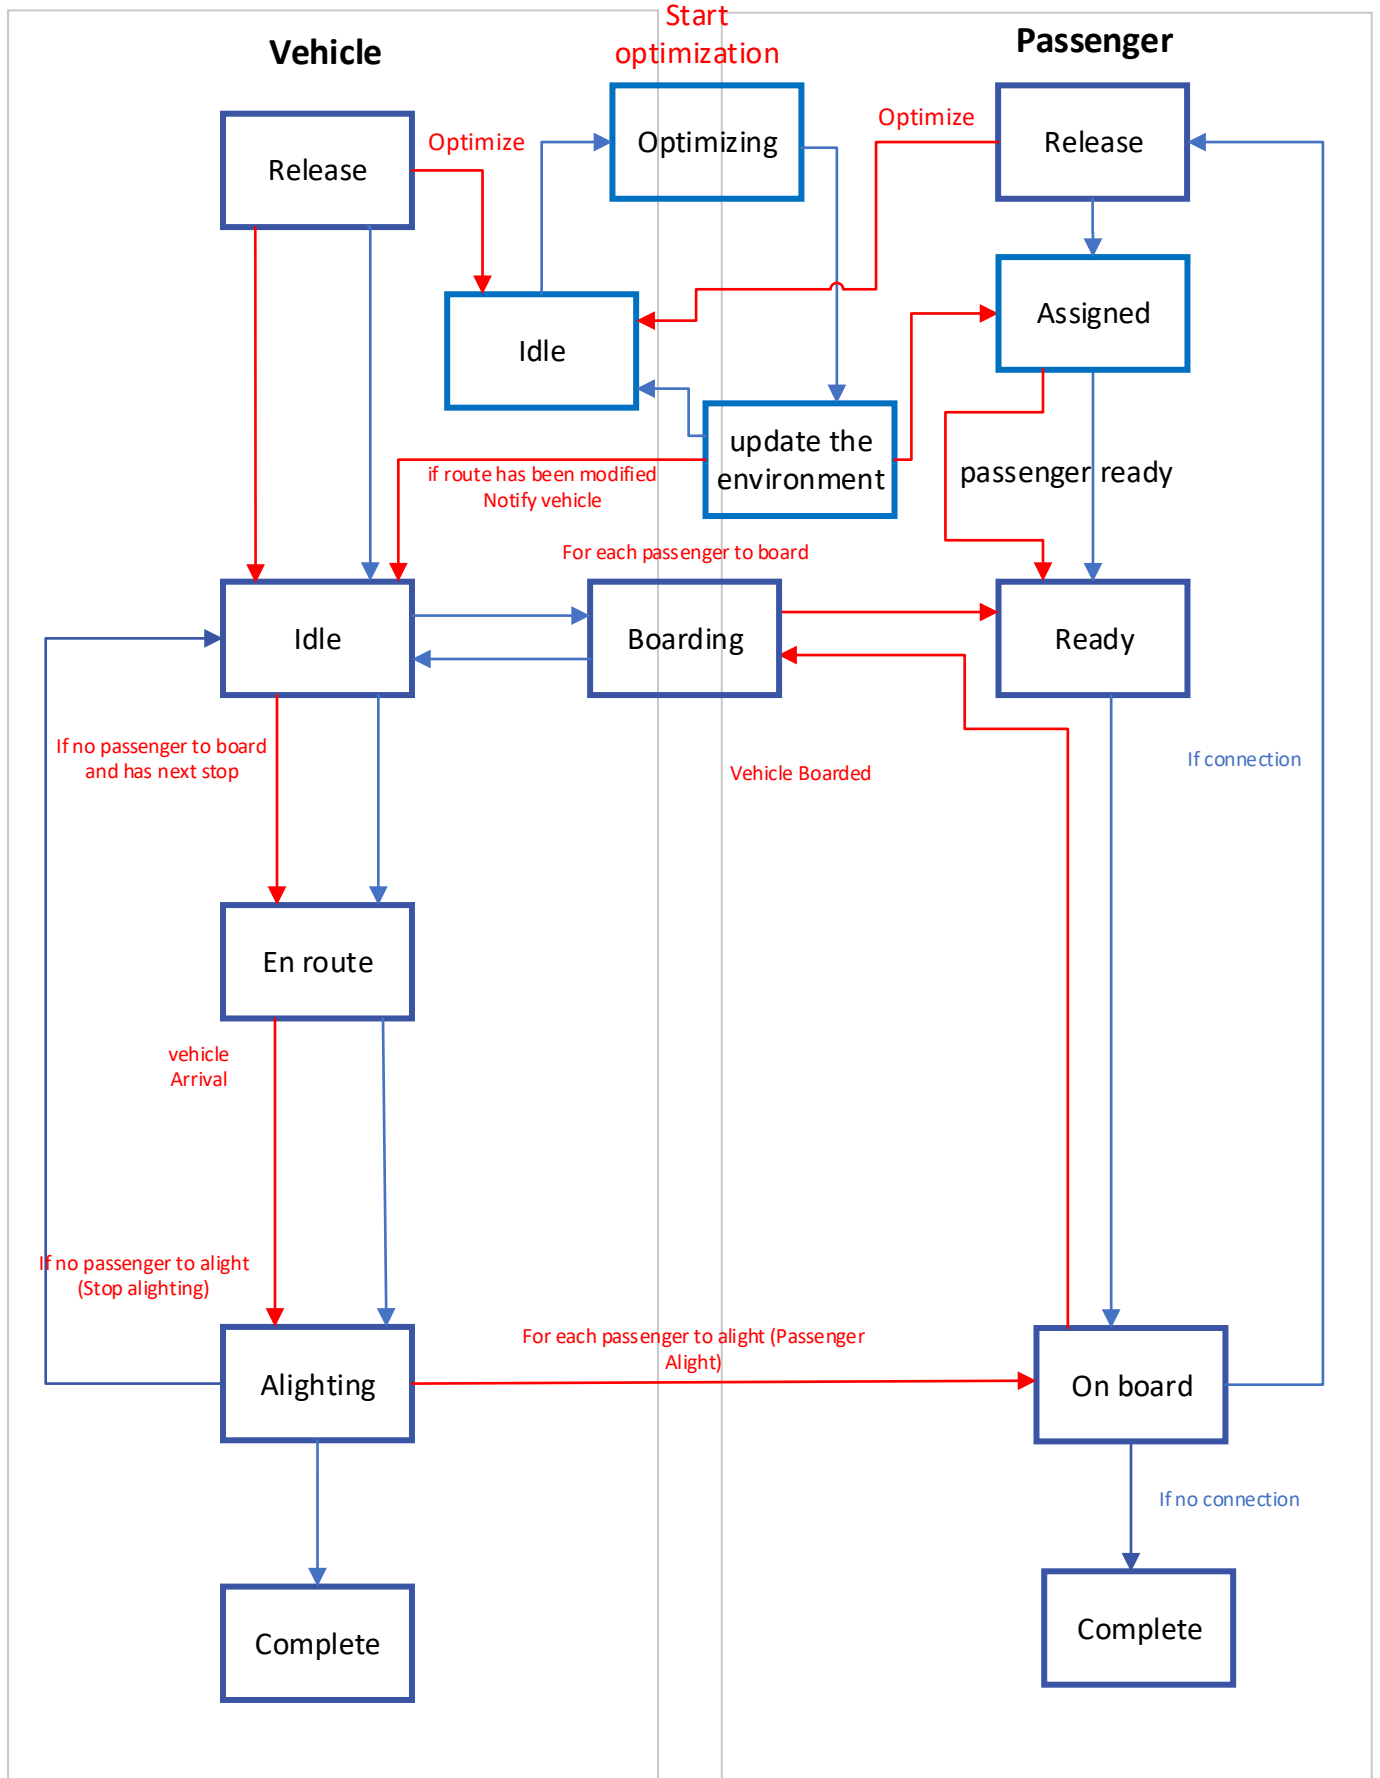 Start
optimization
Vehicle
Passenger
Release
Optimize
Optimizing
Optimize
Release
Idle
Assigned
update the
environment
if route has been modified
Notify vehicle
passenger ready
For each passenger to board
Idle
Boarding
Ready
If no passenger to board
and has next stop
Vehicle Boarded
If connection
En route
vehicle
Arrival
If no passenger to alight
(Stop alighting)
For each passenger to alight (Passenger
Alight)
Alighting
On board
If no connection
Complete
Complete